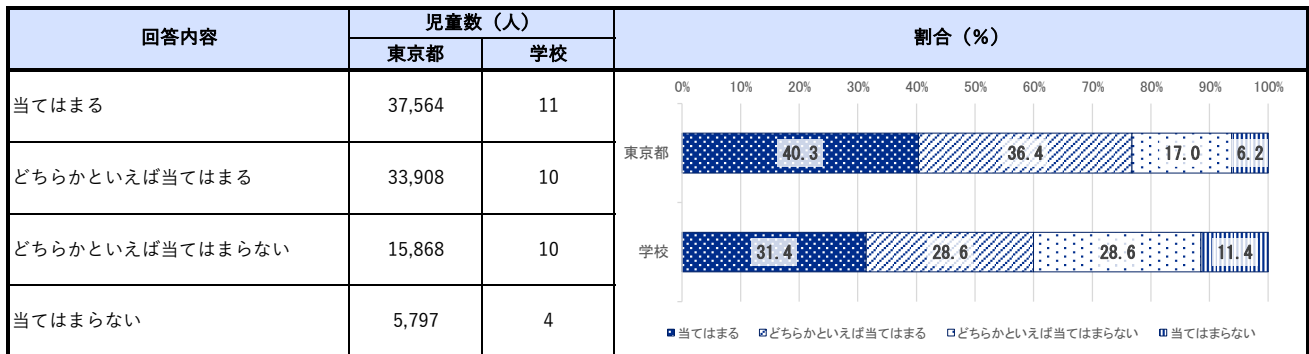 回答内容 児童数（人） 割合（%）
東京都 学校
当てはまる 37,564 11
どちらかといえば当てはまる 33,908 10
どちらかといえば当てはまらない 15,868 10
当てはまらない 5,797 4
0% 10% 20% 30% 40% 50% 60% 70% 80% 90% 100%
東京都 40.3 36.4 17.0 6.2
学校 31.4 28.6 28.6 11.4
当てはまる どちらかといえば当てはまる どちらかといえば当てはまらない 当てはまらない